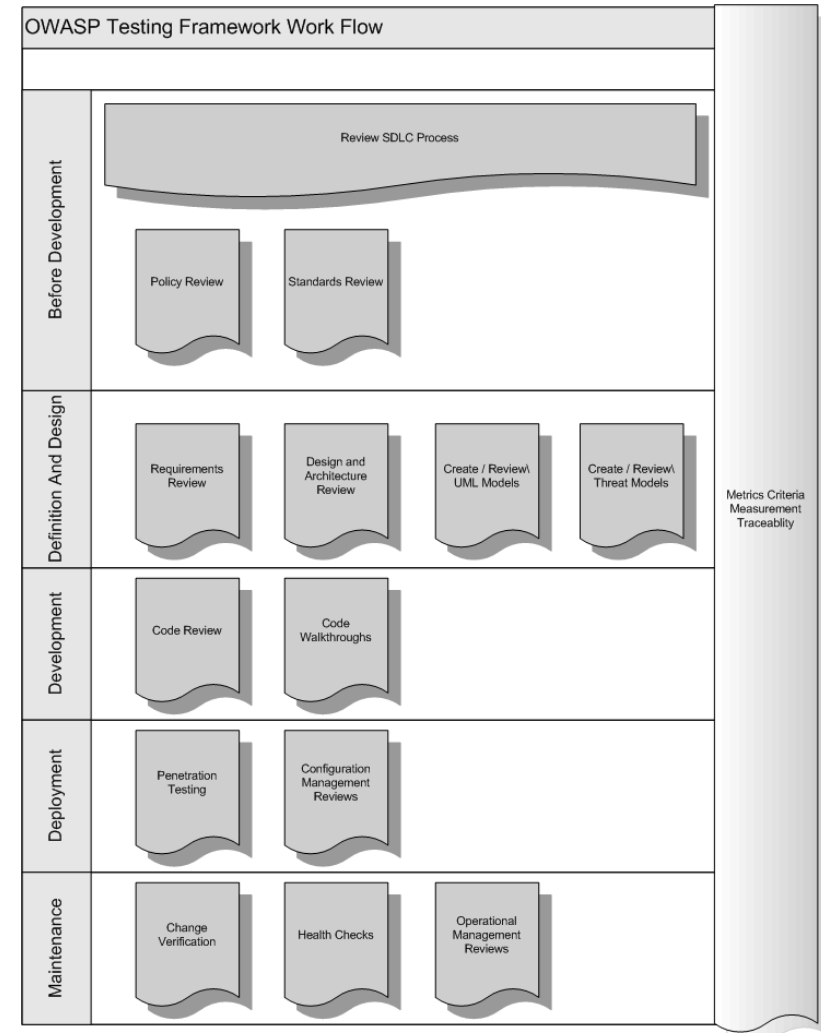 OWASP Testing Framework Work Flow
Before Development
Review SDLC Process
Policy Review
Standards Review
Definition And Design
Requirements
Review
Design and
Architecture
Review
Create / Review\
UML Models
Create / Review\
Threat Models
Metrics Criteria
Measurement
Traceablity
Development
Code Review
Code
Walkthroughs
Deployment
Penetration
Testing
Configuration
Management
Reviews
Maintenance
Change
Verification
Health Checks
Operational
Management
Reviews